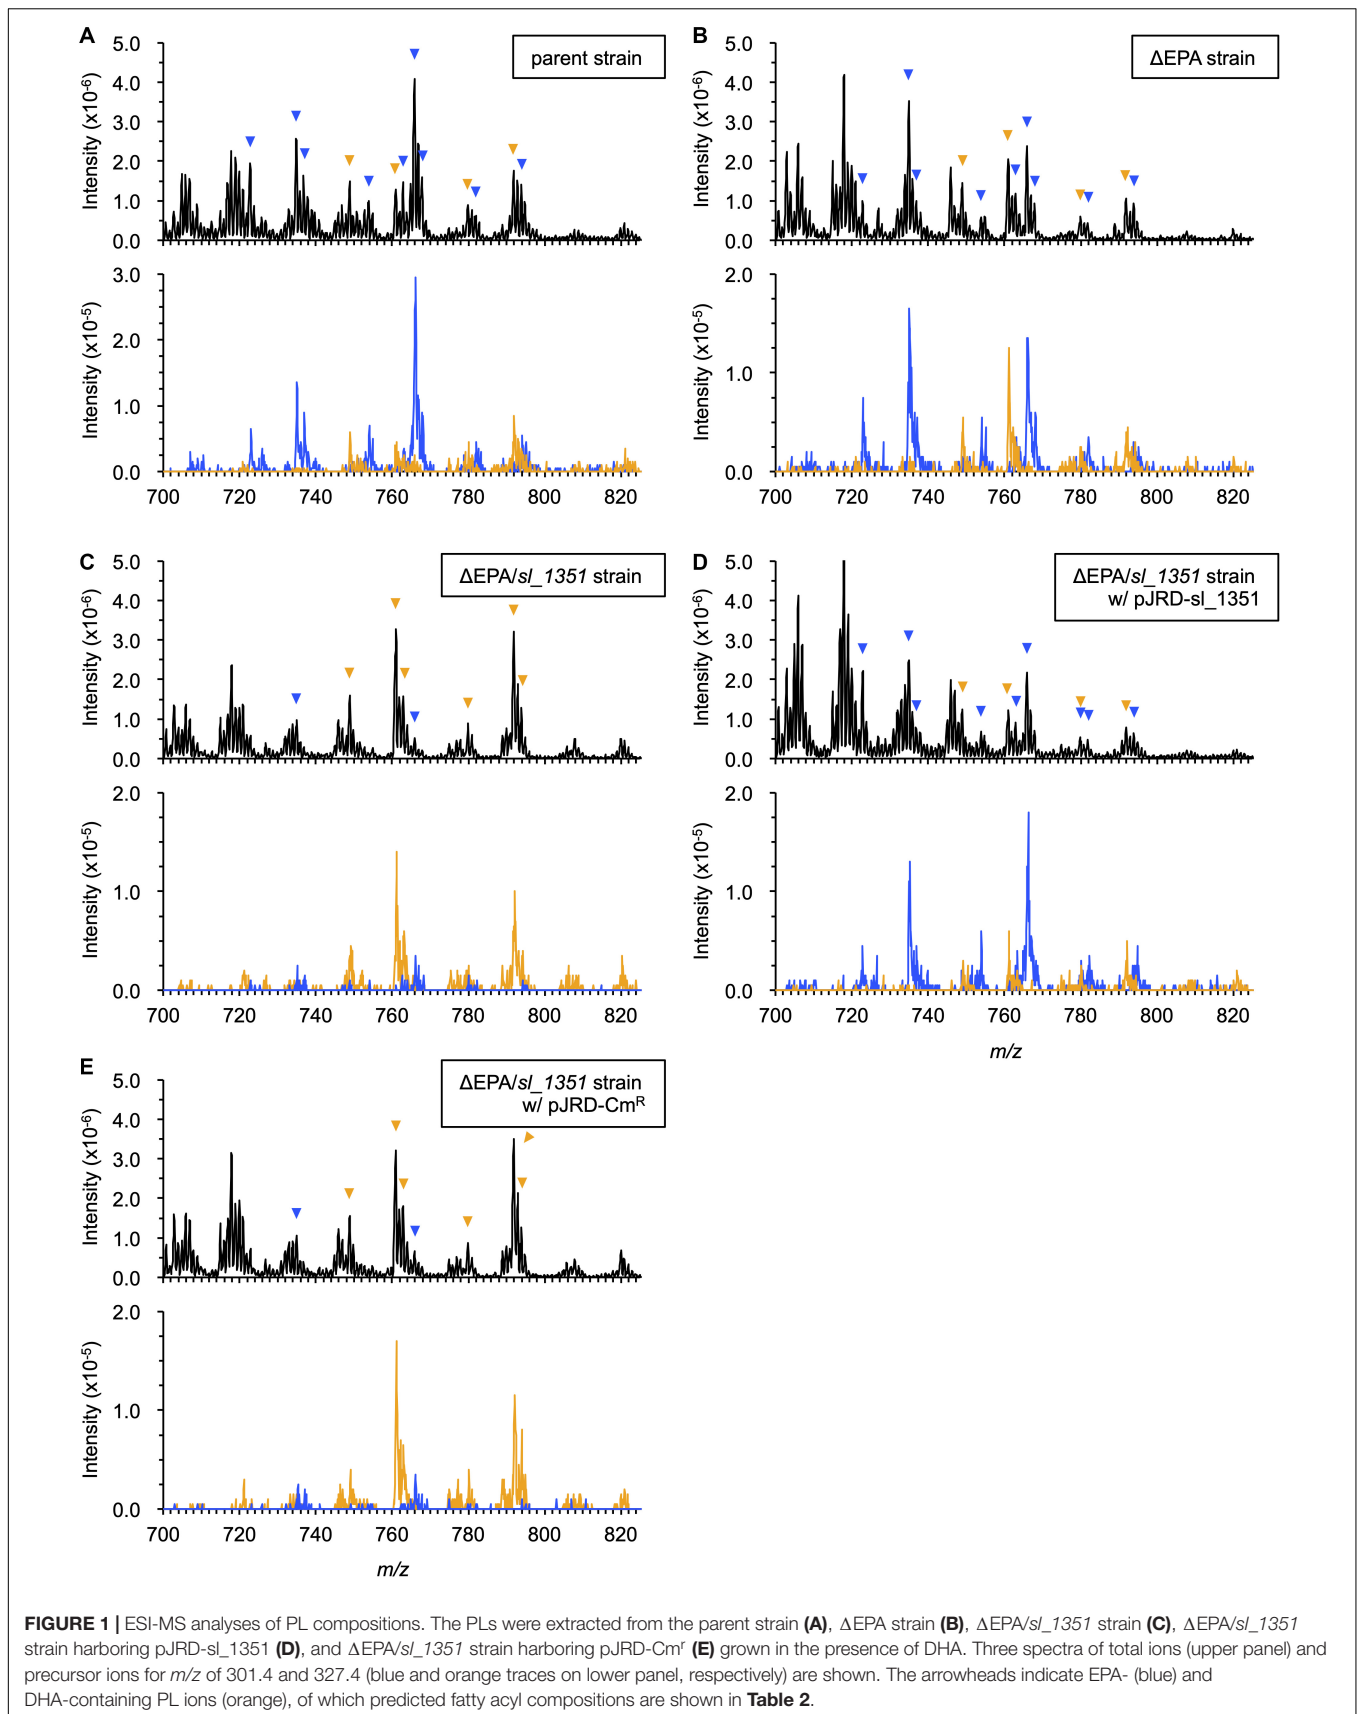 A
parent strain
Intensity (x10-6)
5.0
4.0
3.0
2.0
1.0
0.0
Intensity (x10-5)
3.0
2.0
1.0
0.0
700 720 740 760 780 800 820
B
ΔEPA strain
Intensity (x10-6)
5.0
4.0
3.0
2.0
1.0
0.0
Intensity (x10-5)
2.0
1.0
0.0
700 720 740 760 780 800 820
C
ΔEPA/sl_1351 strain
Intensity (x10-6)
5.0
4.0
3.0
2.0
1.0
0.0
Intensity (x10-5)
2.0
1.0
0.0
700 720 740 760 780 800 820
D
ΔEPA/sl_1351 strain
w/ pJRD-sl_1351
Intensity (x10-6)
5.0
4.0
3.0
2.0
1.0
0.0
Intensity (x10-5)
2.0
1.0
0.0
700 720 740 760 780 800 820
m/z
E
ΔEPA/sl_1351 strain
w/ pJRD-CmR
Intensity (x10-6)
5.0
4.0
3.0
2.0
1.0
0.0
Intensity (x10-5)
2.0
1.0
0.0
700 720 740 760 780 800 820
m/z
FIGURE 1 | ESI-MS analyses of PL compositions. The PLs were extracted from the parent strain (A), ΔEPA strain (B), ΔEPA/sl_1351 strain (C), ΔEPA/sl_1351
strain harboring pJRD-sl_1351 (D), and ΔEPA/sl_1351 strain harboring pJRD-Cmr (E) grown in the presence of DHA. Three spectra of total ions (upper panel) and
precursor ions for m/z of 301.4 and 327.4 (blue and orange traces on lower panel, respectively) are shown. The arrowheads indicate EPA- (blue) and
DHA-containing PL ions (orange), of which predicted fatty acyl compositions are shown in Table 2.